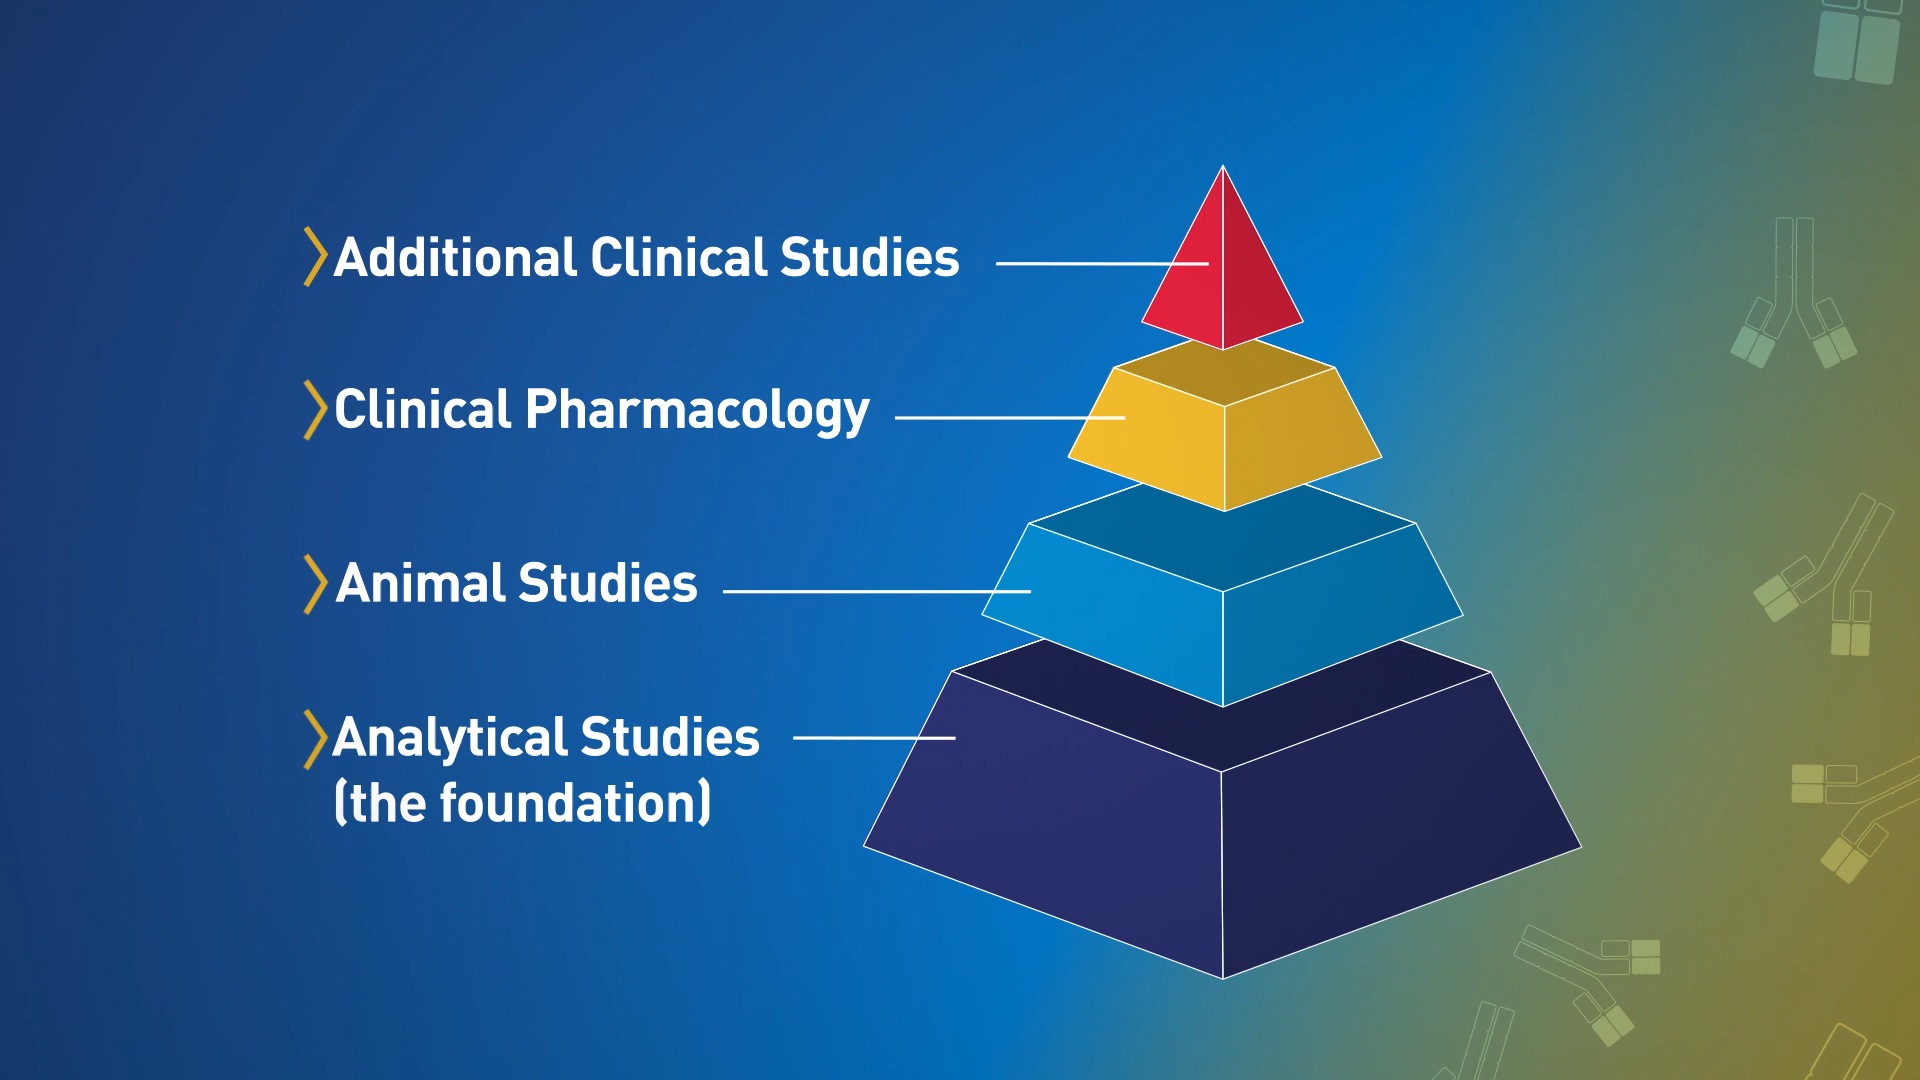 Additional Clinical Studies
Clinical Pharmacology
Animal Studies
Analytical Studies
(the foundation)